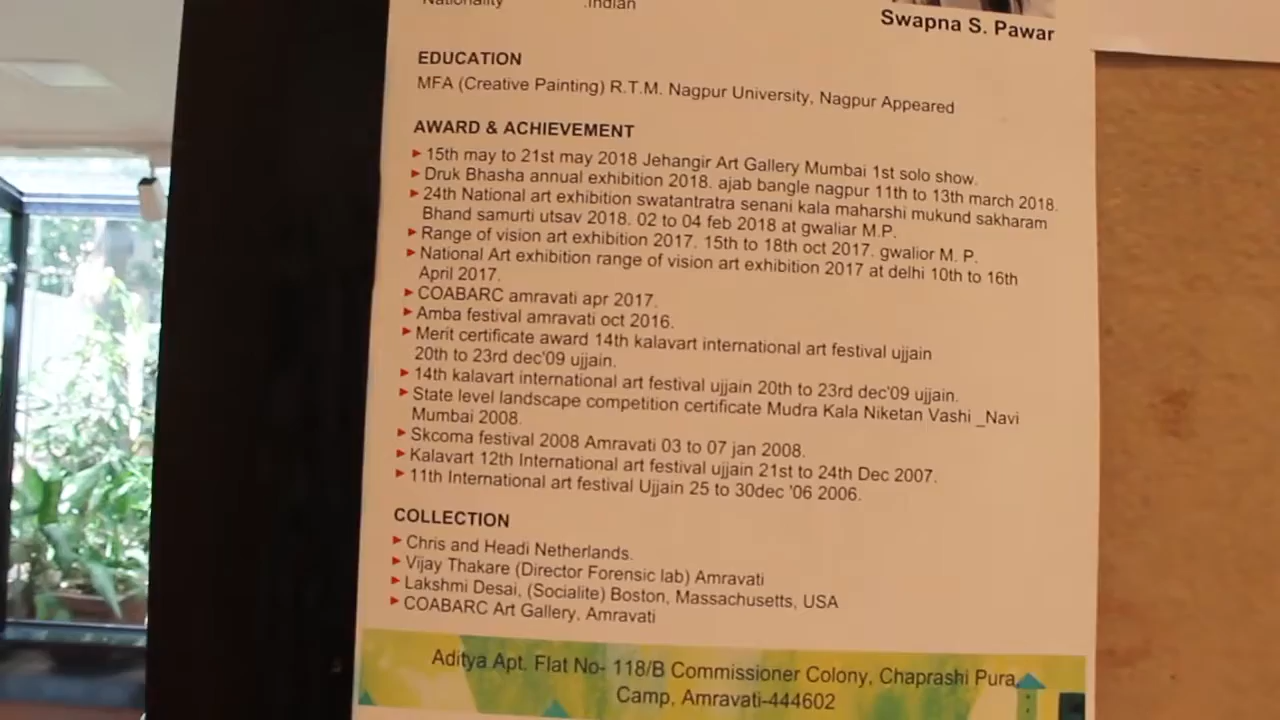 Nationality :Indian
Swapna S. Pawar
EDUCATION
MFA (Creative Painting) R.T.M. Nagpur University, Nagpur Appeared
AWARD & ACHIEVEMENT
15th may to 21st may 2018 Jehangir Art Gallery Mumbai 1st solo show.
Druk Bhasha annual exhibition 2018. ajab bangle nagpur 11th to 13th march 2018.
24th National art exhibition swatantratra senani kala maharshi mukund sakharam
Bhand samurti utsav 2018. 02 to 04 feb 2018 at gwaliar M.P.
Range of vision art exhibition 2017. 15th to 18th oct 2017. gwalior M. P.
National Art exhibition range of vision art exhibition 2017 at delhi 10th to 16th
April 2017.
COABARC amravati apr 2017.
Amba festival amravati oct 2016.
Merit certificate award 14th kalavart international art festival ujjain
20th to 23rd dec'09 ujjain.
14th kalavart international art festival ujjain 20th to 23rd dec'09 ujjain.
State level landscape competition certificate Mudra Kala Niketan Vashi _Navi
Mumbai 2008.
Skcoma festival 2008 Amravati 03 to 07 jan 2008.
Kalavart 12th International art festival ujjain 21st to 24th Dec 2007.
11th International art festival Ujjain 25 to 30dec '06 2006.
COLLECTION
Chris and Headi Netherlands.
Vijay Thakare (Director Forensic lab) Amravati
Lakshmi Desai, (Socialite) Boston, Massachusetts, USA
COABARC Art Gallery, Amravati
Aditya Apt. Flat No- 118/B Commissioner Colony, Chaprashi Pura,
Camp, Amravati-444602